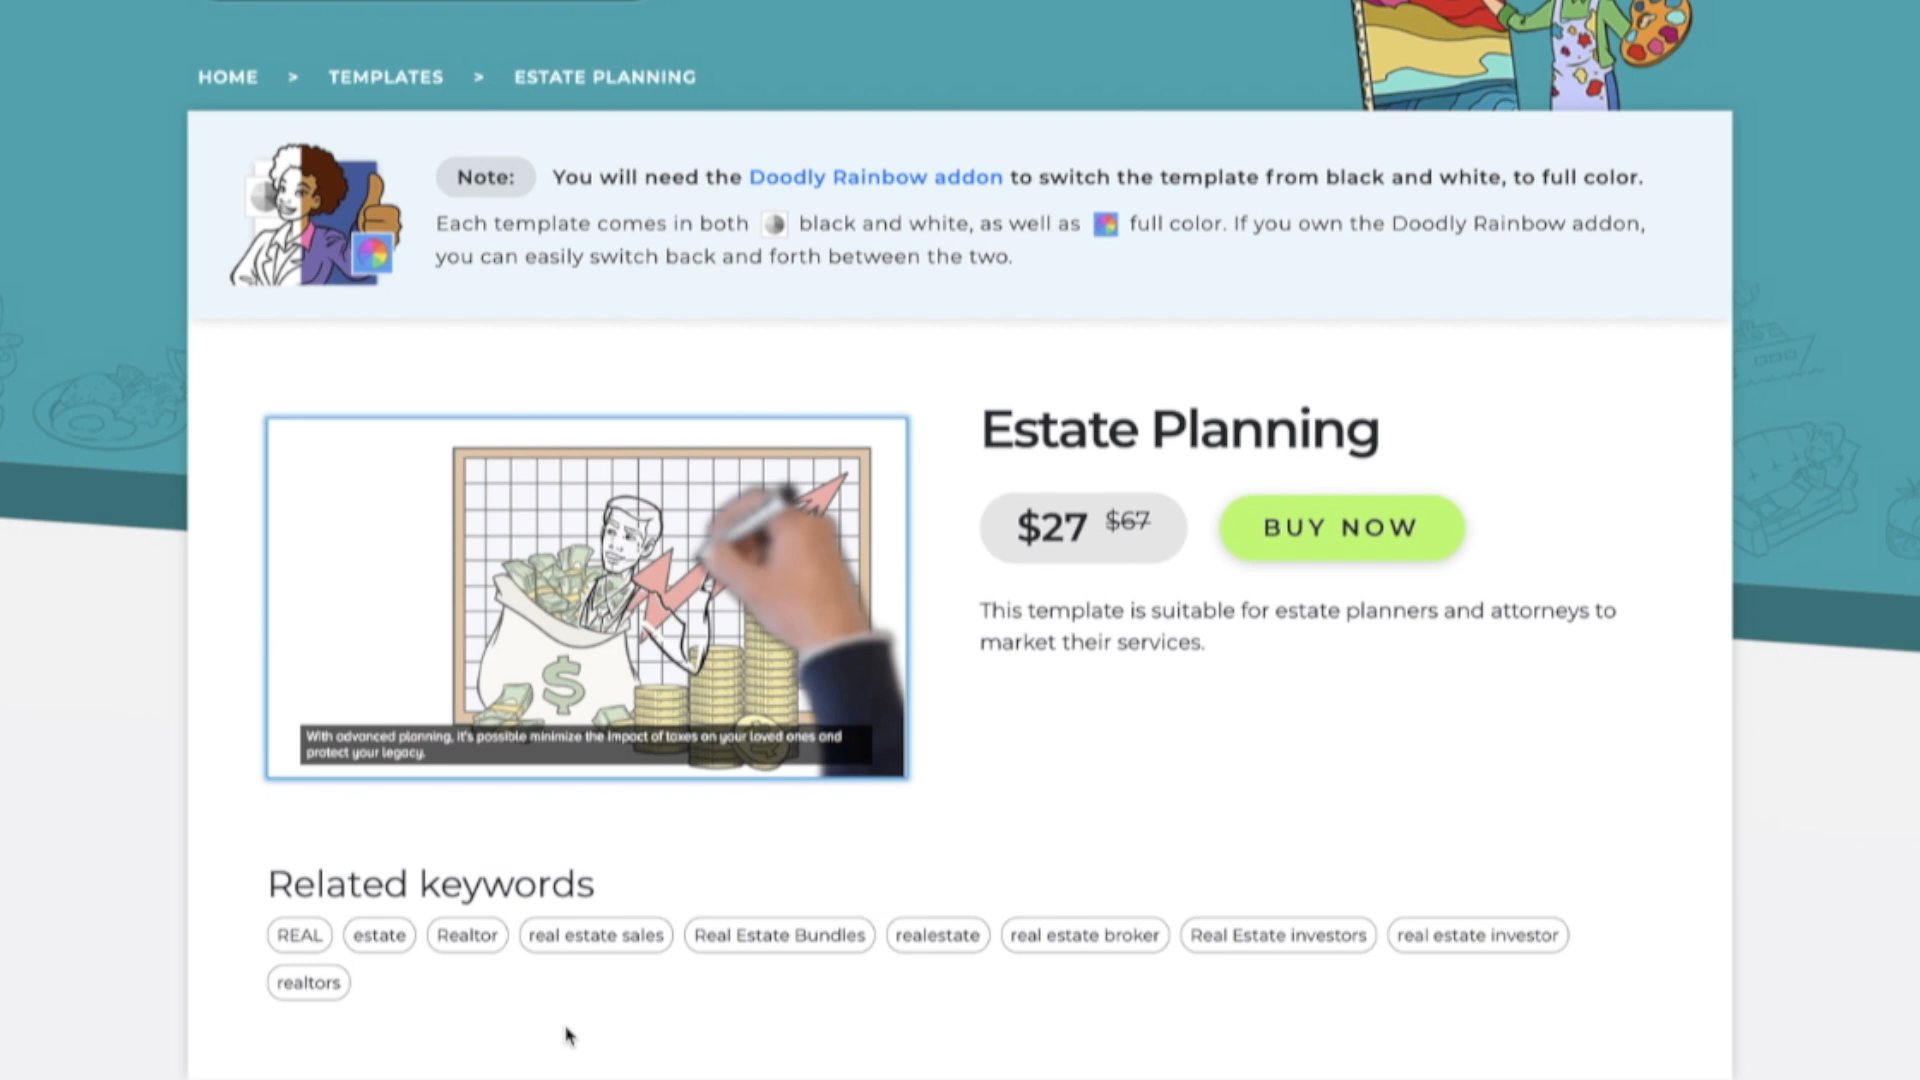 HOME > TEMPLATES > ESTATE PLANNING
Note: You will need the Doodly Rainbow addon to switch the template from black and white, to full color.
Each template comes in both black and white, as well as full color. If you own the Doodly Rainbow addon,
you can easily switch back and forth between the two.
Estate Planning
$27 $67 BUY NOW
This template is suitable for estate planners and attorneys to
market their services.
$
With advanced planning, it's possible minimize the impact of taxes on your loved ones and
protect your legacy.
Related keywords
REAL estate Realtor real estate sales Real Estate Bundles realestate real estate broker Real Estate investors real estate investor
realtors